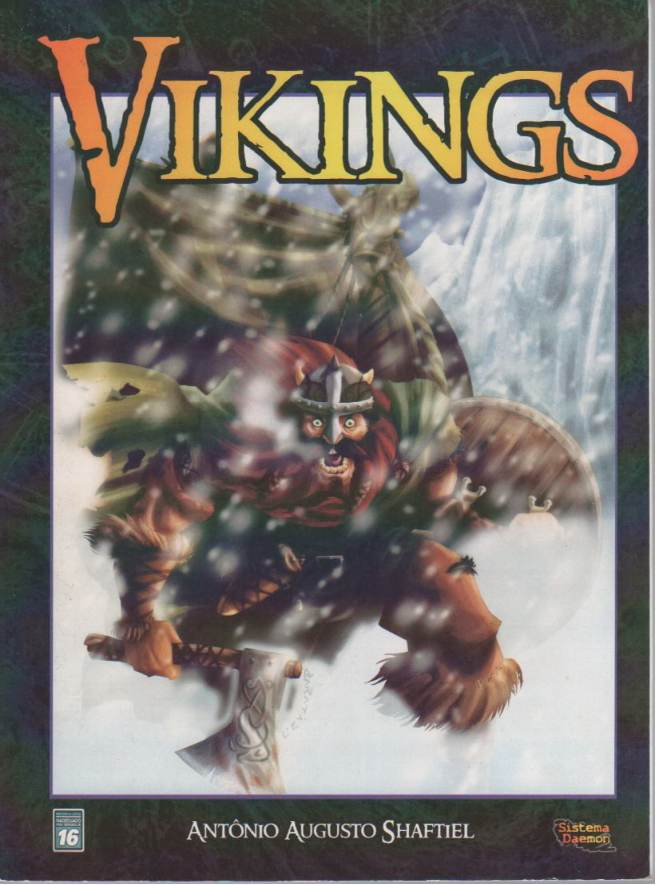 VIKINGS
16
ANTÔNIO AUGUSTO SHAFTIEL
Sistema
Daemon